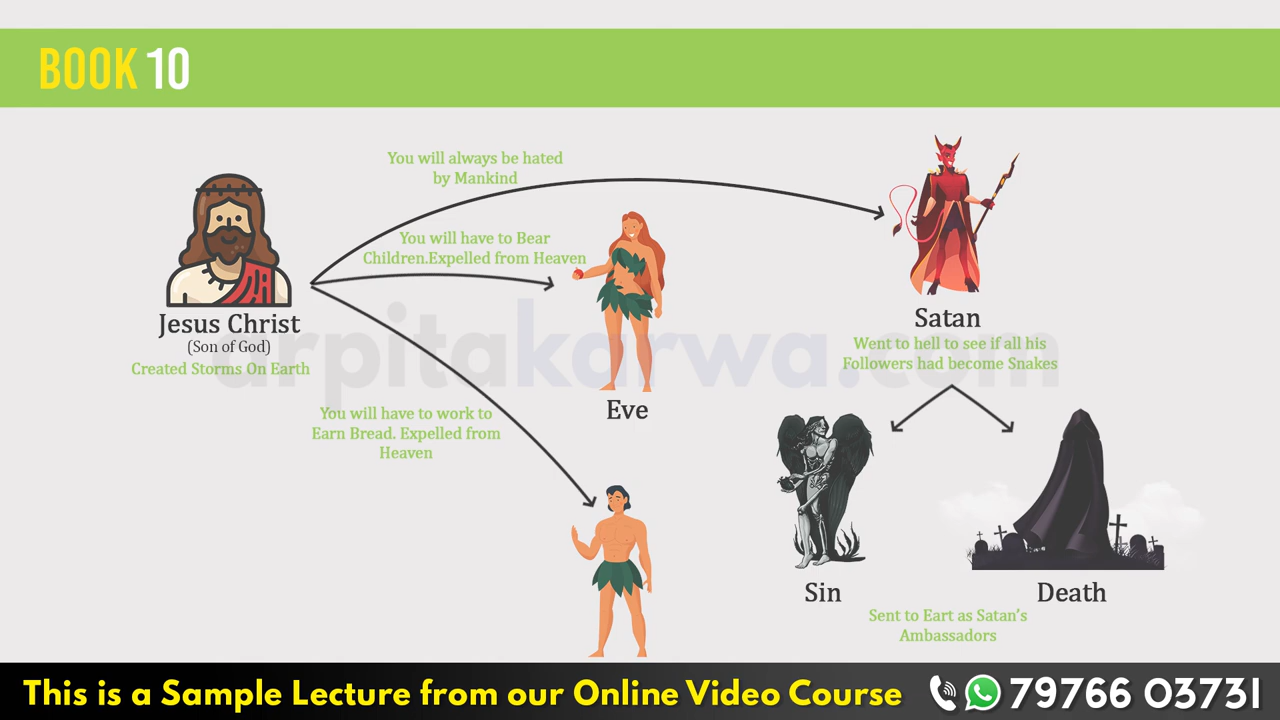 BOOK 10
You will always be hated
by Mankind
You will have to Bear
Children.Expelled from Heaven
Jesus Christ
(Son of God)
Created Storms On Earth
You will have to work to
Earn Bread. Expelled from
Heaven
Eve
Satan
Went to hell to see if all his
Followers had become Snakes
Sin
Death
Sent to Eart as Satan's
Ambassadors
arpitakarwa.com
This is a Sample Lecture from our Online Video Course
79766 03731